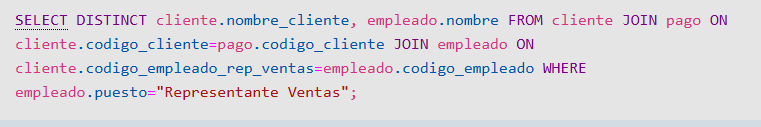 SELECT DISTINCT cliente.nombre_cliente, empleado.nombre FROM cliente JOIN pago ON
cliente.codigo_cliente=pago.codigo_cliente JOIN empleado ON
cliente.codigo_empleado_rep_ventas=empleado.codigo_empleado WHERE
empleado.puesto="Representante Ventas";